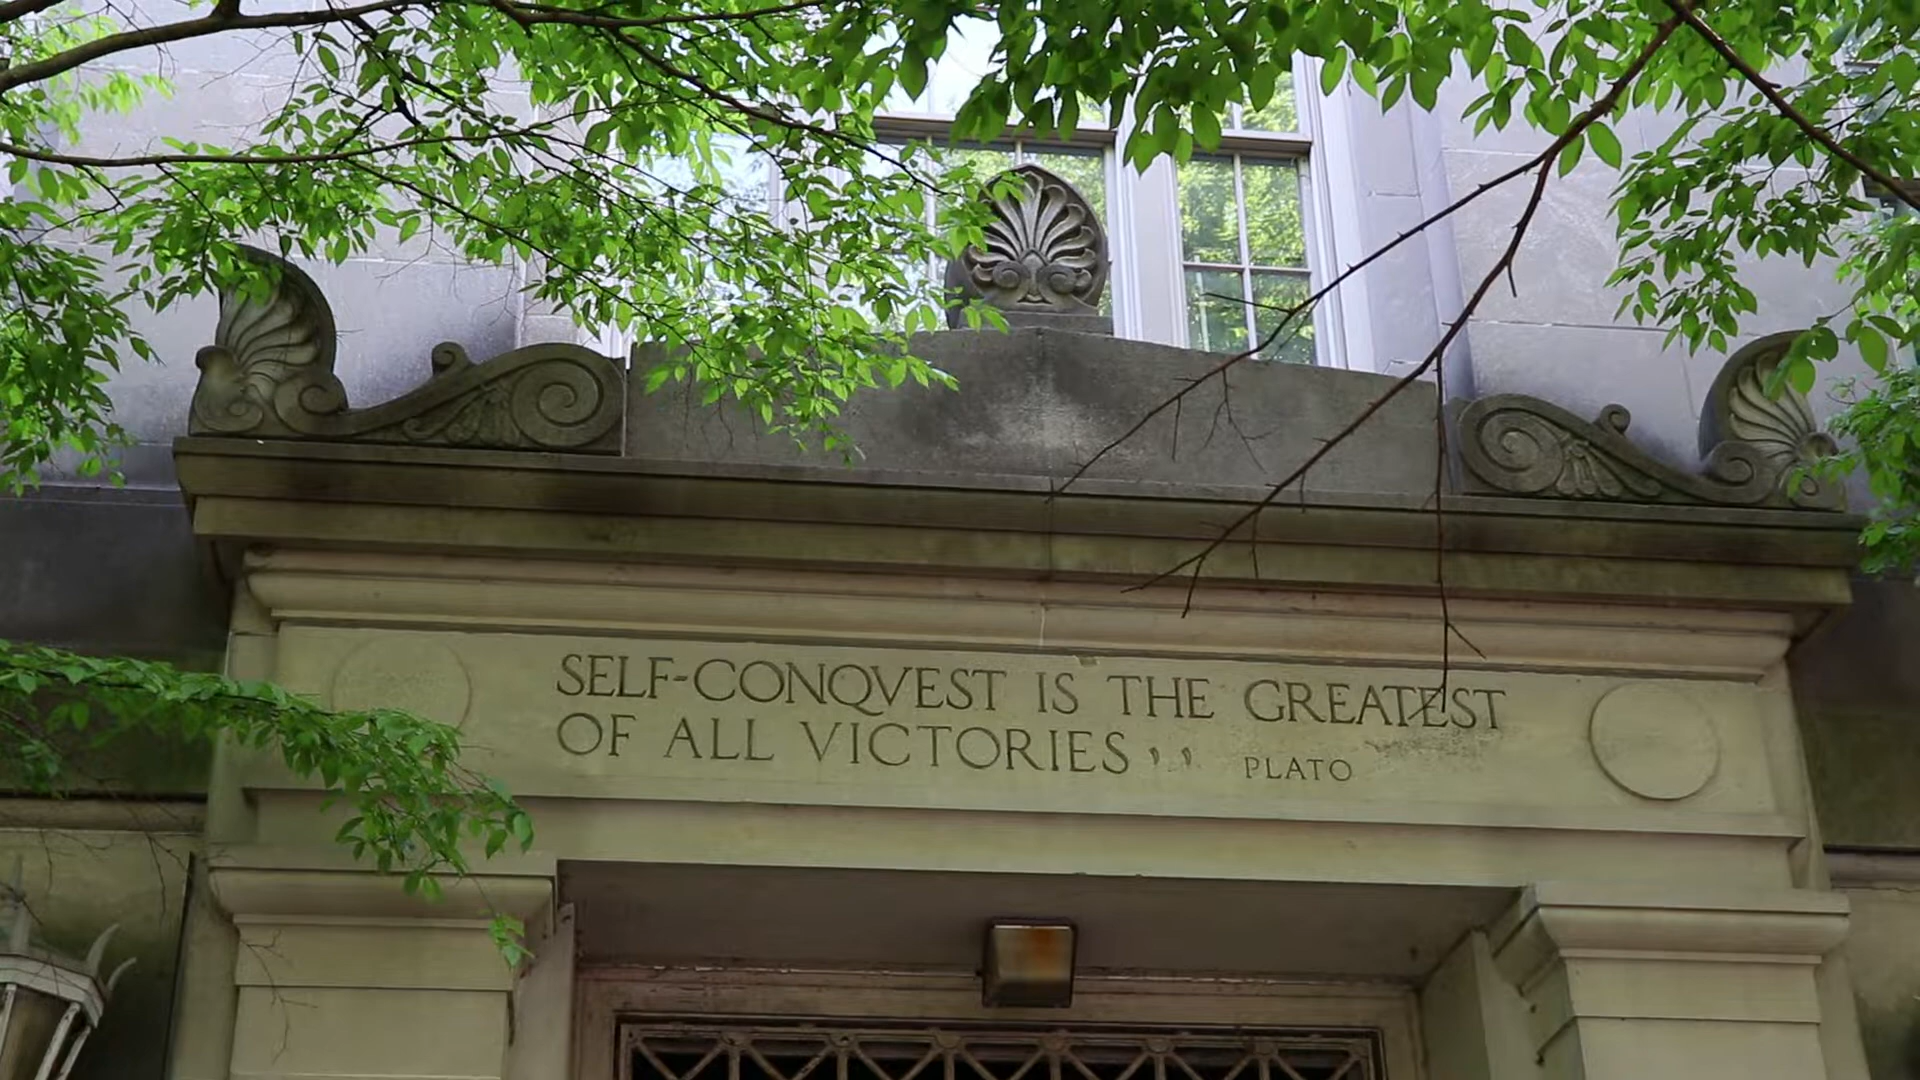 SELF-CONQVEST IS THE GREATEST
OF ALL VICTORIES,, PLATO